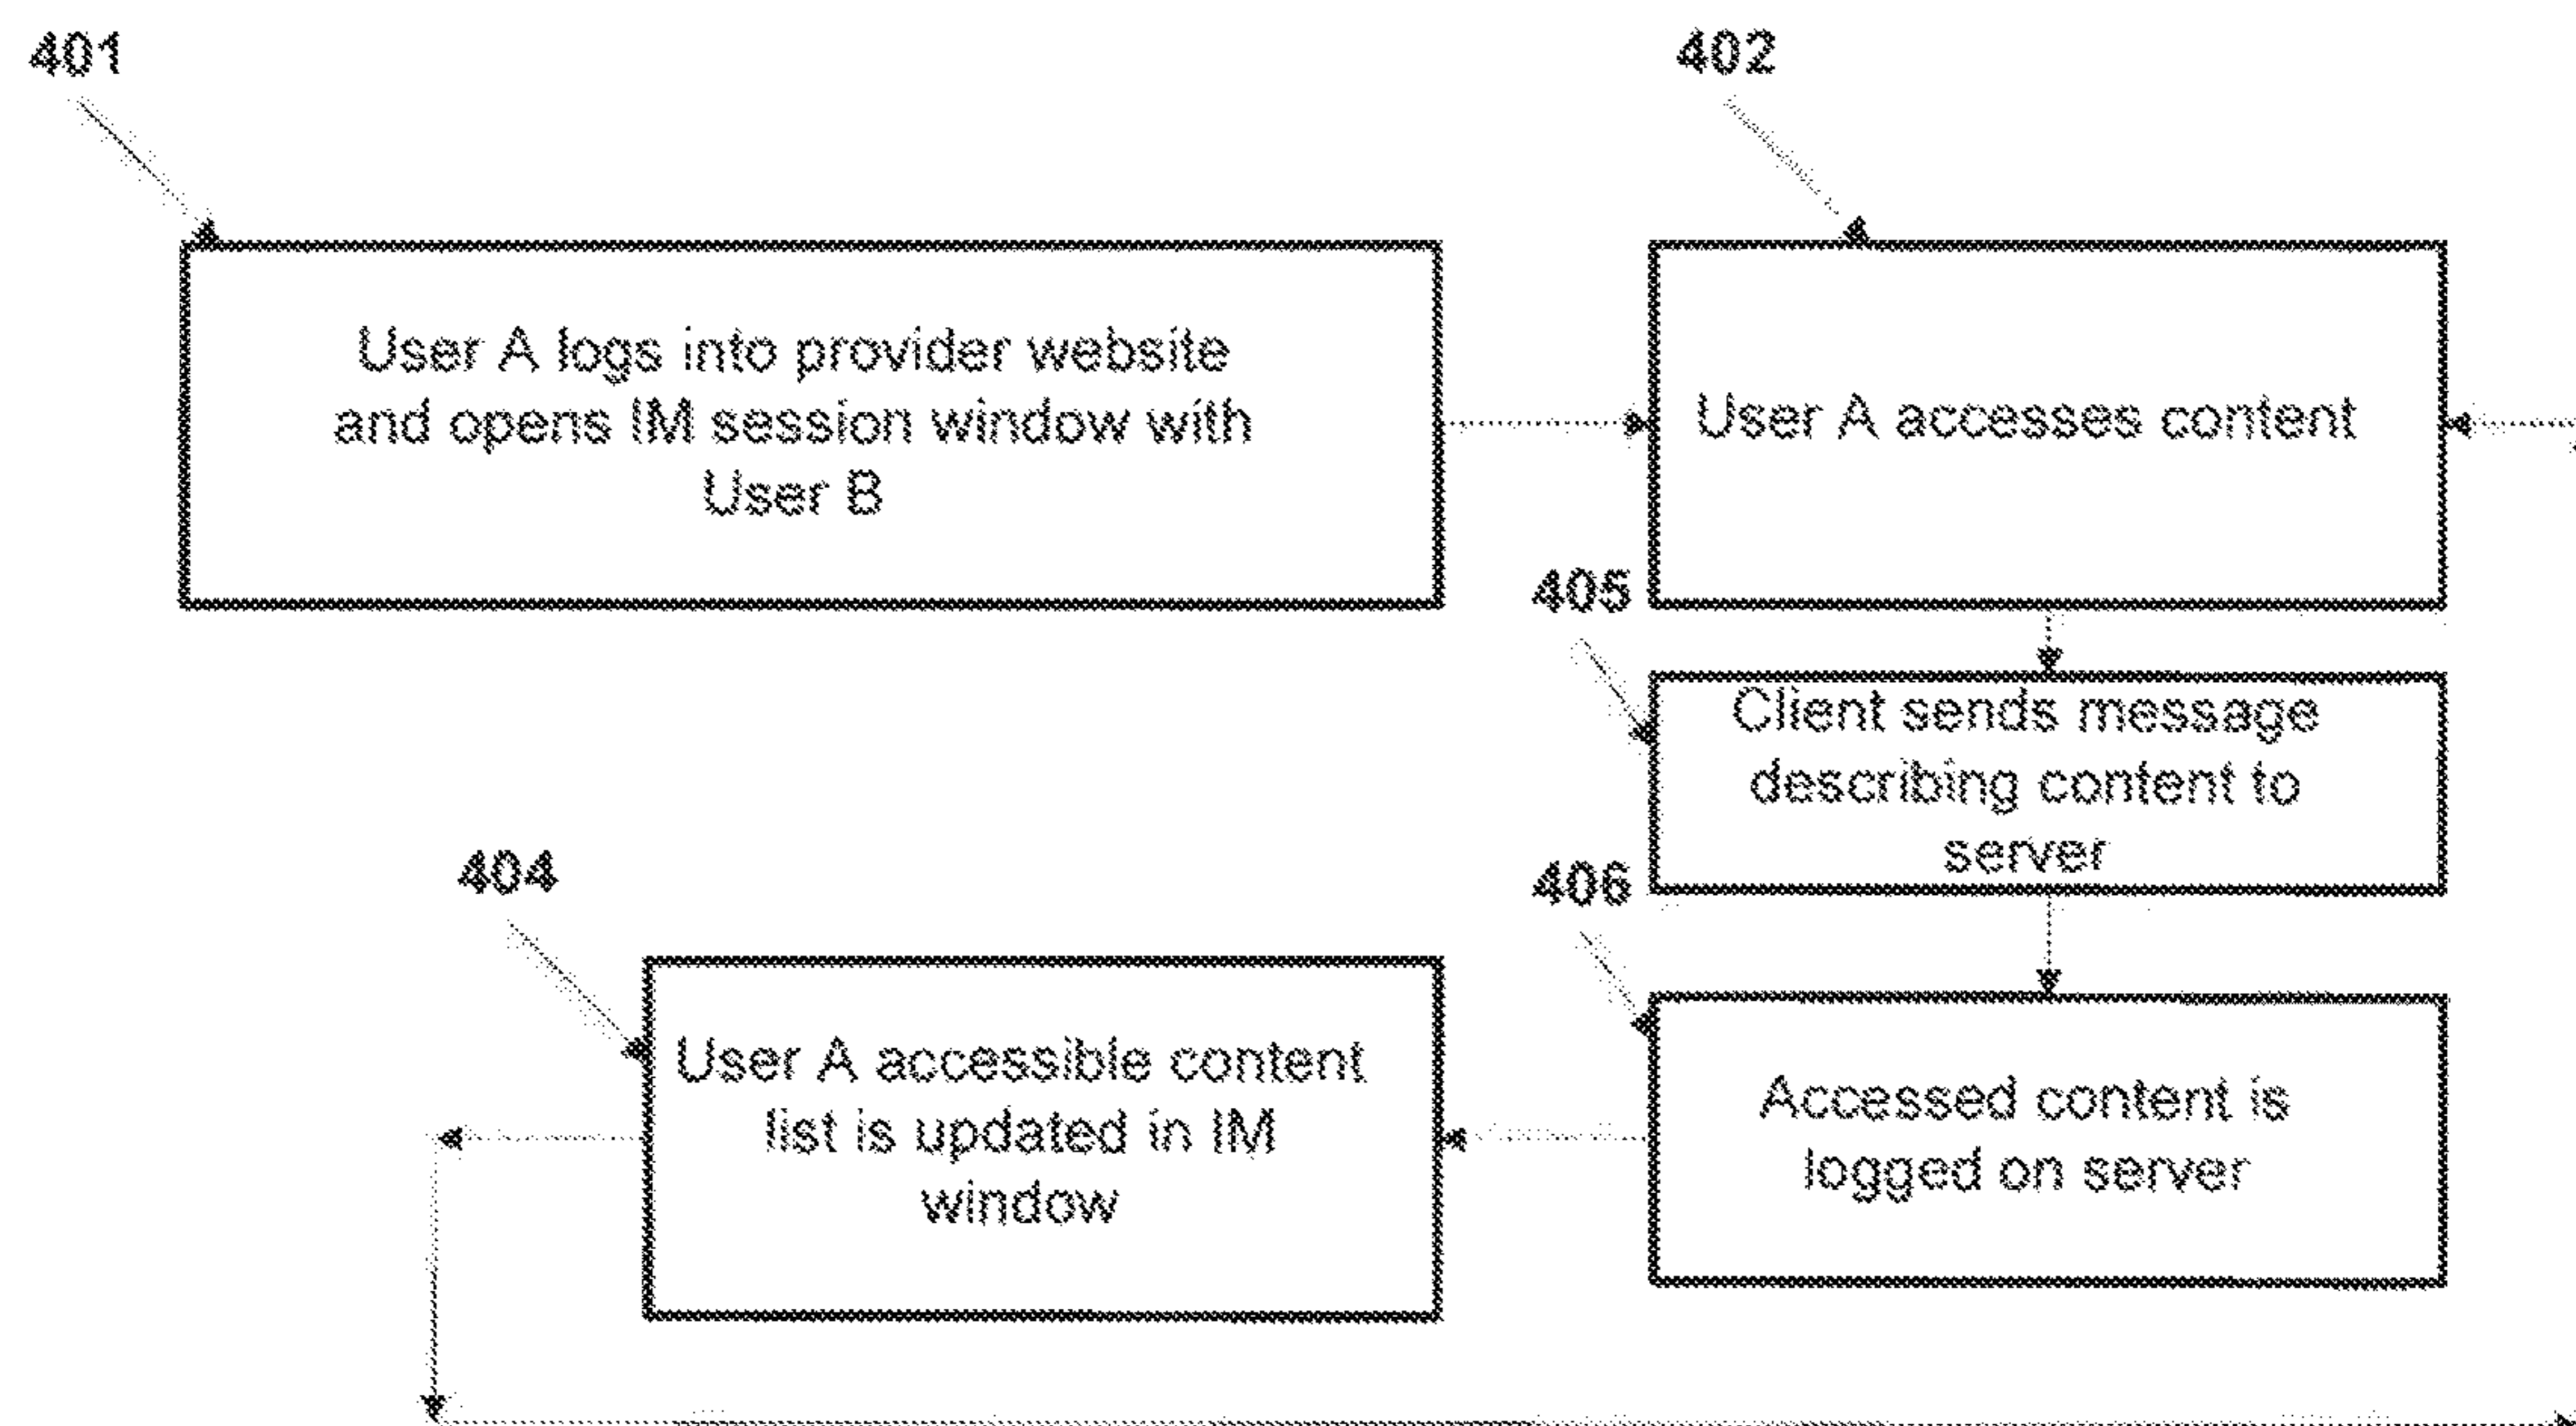 401
402
User A logs into provider website
and opens IM session window with
User B
User A accesses content
405
Client sends message
describing content to
server
404
406
User A accessible content
list is updated in IM
window
Accessed content is
logged on server